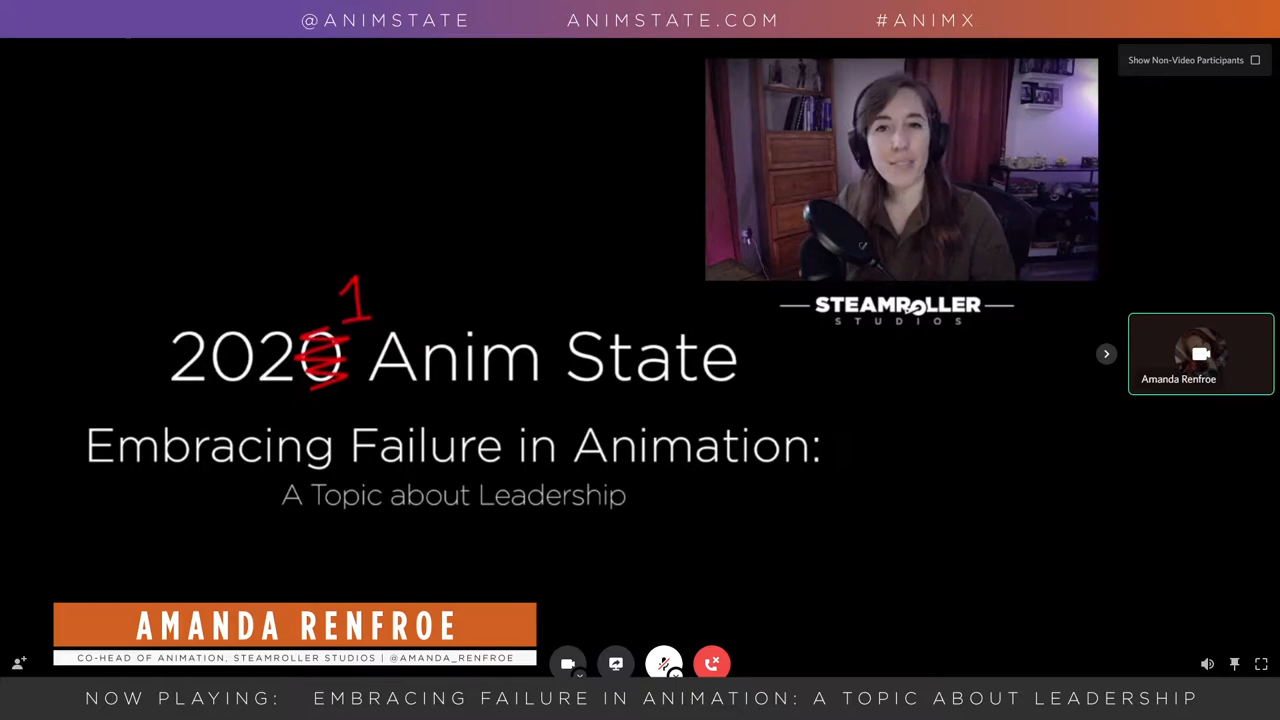 @ANIMSTATE ANIMSTATE.COM #ANIMX
Show Non-Video Participants
STEAMROLLER
STUDIOS
1
2020 Anim State
Amanda Renfroe
Embracing Failure in Animation:
A Topic about Leadership
AMANDA RENFROE
CO-HEAD OF ANIMATION, STEAMROLLER STUDIOS | @AMANDA_RENFROE
NOW PLAYING: EMBRACING FAILURE IN ANIMATION: A TOPIC ABOUT LEADERSHIP